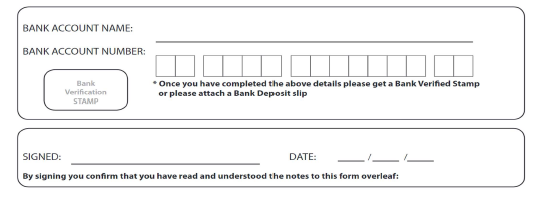 BANK ACCOUNT NAME:
BANK ACCOUNT NUMBER:
Bank
Verification
STAMP
* Once you have completed the above details please get a Bank Verified Stamp
or please attach a Bank Deposit slip
SIGNED: DATE: / /
By signing you confirm that you have read and understood the notes to this form overleaf: